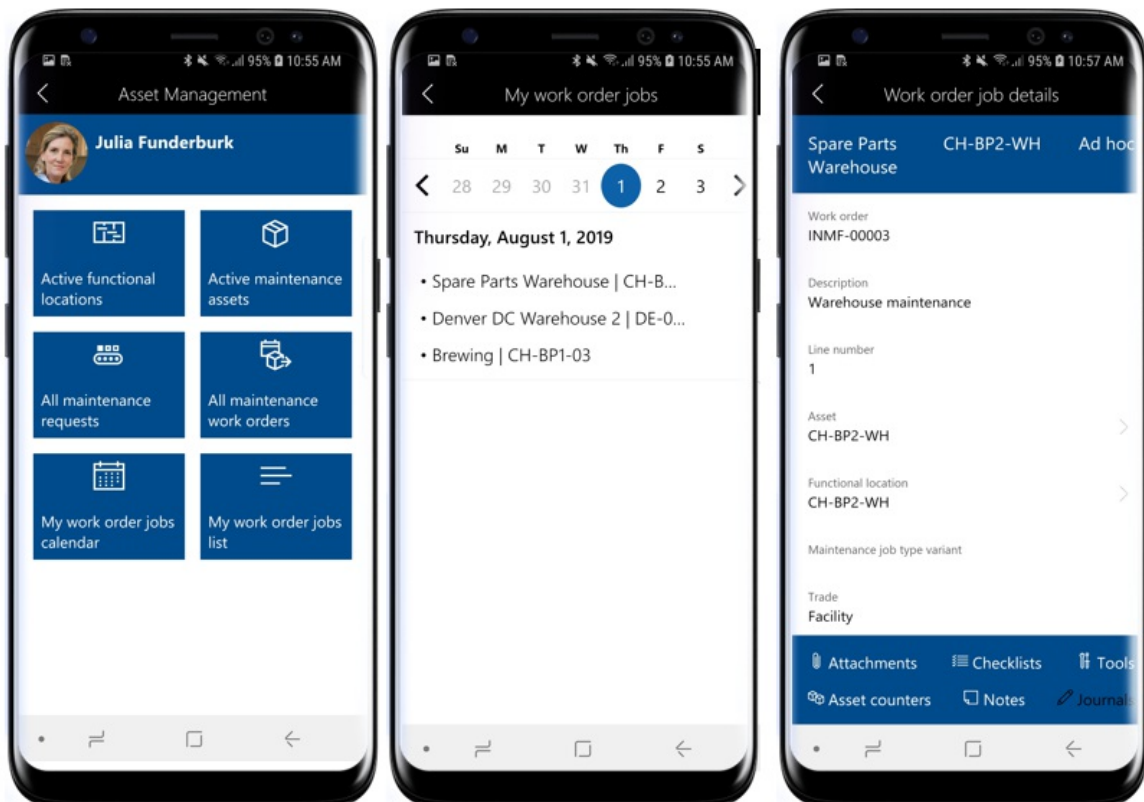 95% 10:55 AM
Asset Management
Julia Funderburk
Active functional
locations
Active maintenance
assets
All maintenance
requests
All maintenance
work orders
My work order jobs
calendar
My work order jobs
list
95% 10:55 AM
My work order jobs
Su M T W Th F S
28 29 30 31 1 2 3
Thursday, August 1, 2019
• Spare Parts Warehouse | CH-B...
• Denver DC Warehouse 2 | DE-0...
• Brewing | CH-BP1-03
95% 10:57 AM
Work order job details
Spare Parts CH-BP2-WH Ad hoc
Warehouse
Work order
INMF-00003
Description
Warehouse maintenance
Line number
1
Asset
CH-BP2-WH
Functional location
CH-BP2-WH
Maintenance job type variant
Trade
Facility
Attachments Checklists Tools
Asset counters Notes Journals